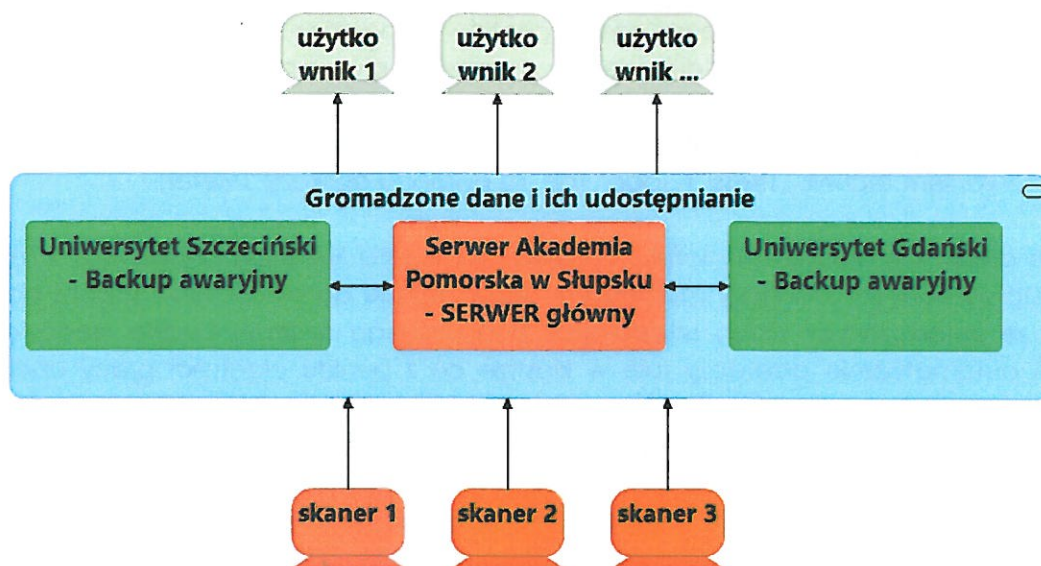 użytko
wnik 1
użytko
wnik 2
użytko
wnik ...
Gromadzone dane i ich udostępnianie
Uniwersytet Szczeciński
- Backup awaryjny
Serwer Akademia
Pomorska w Słupsku
- SERWER główny
Uniwersytet Gdański
- Backup awaryjny
skaner 1
skaner 2
skaner 3